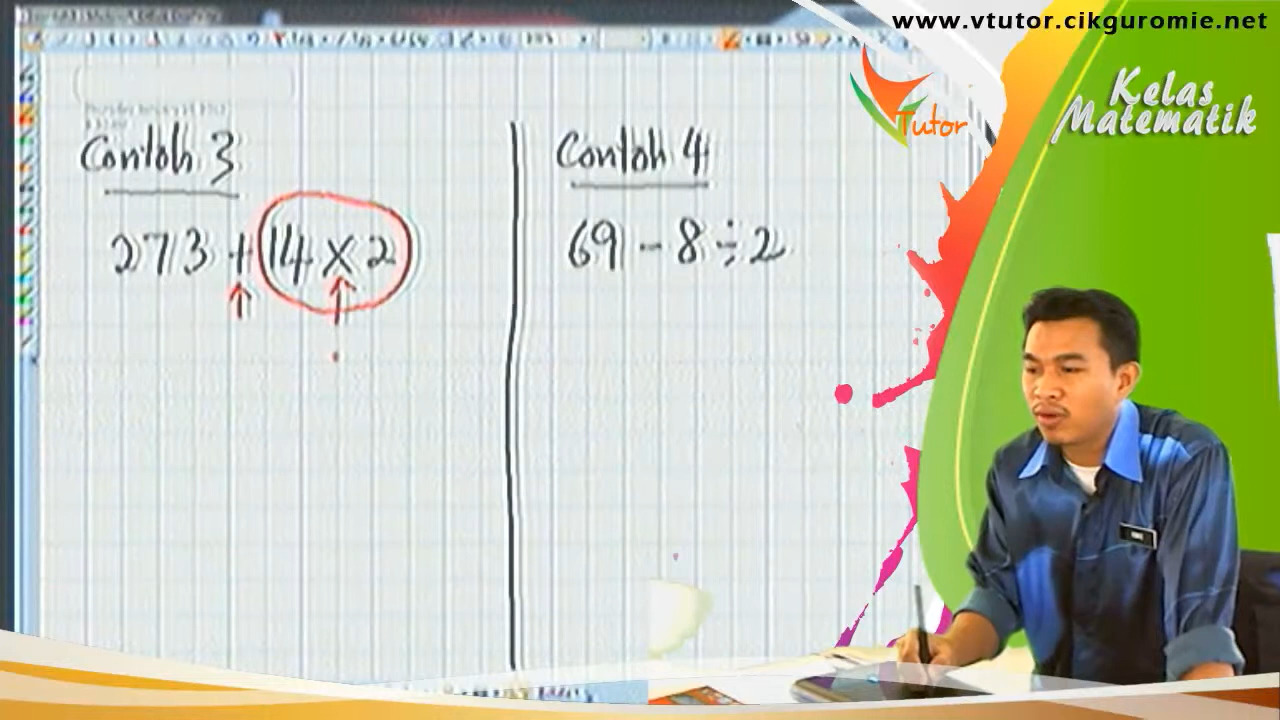 www.vtutor.cikguromie.net
Kelas
Matematik
Tutor
Contoh 3
273 + 14 × 2
Contoh 4
69 - 8 ÷ 2